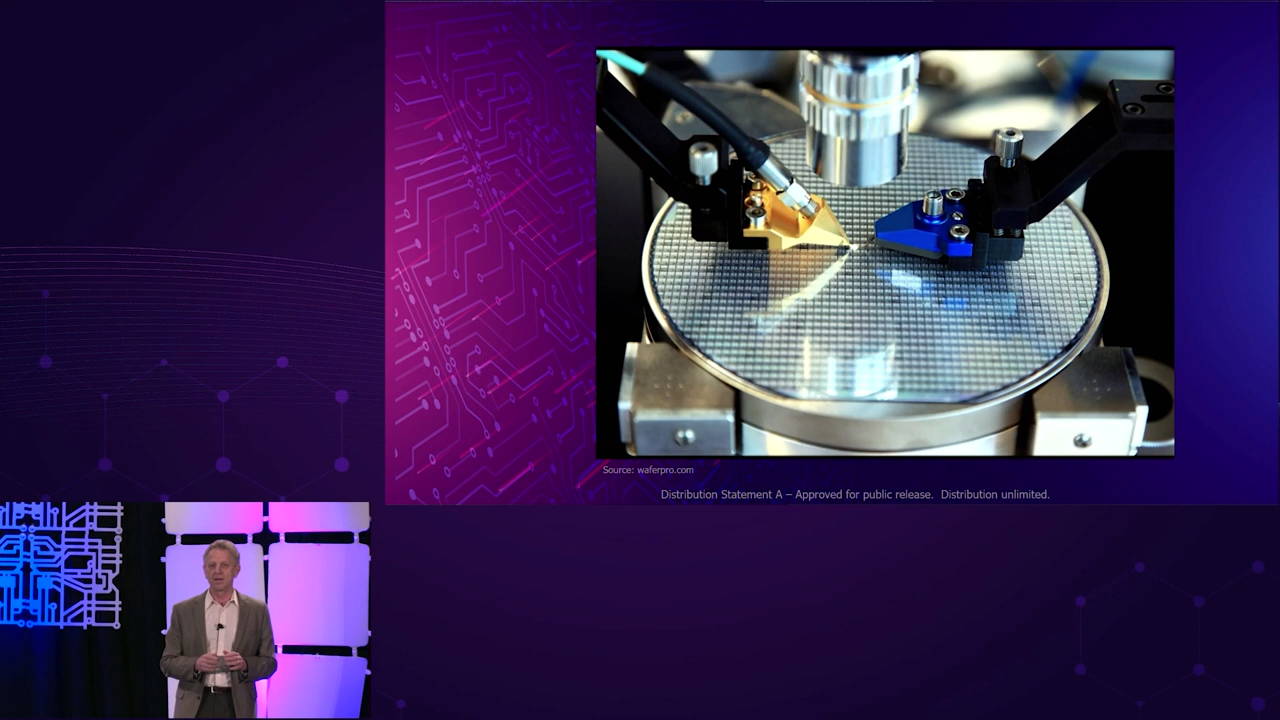 Source: waferpro.com
Distribution Statement A – Approved for public release.  Distribution unlimited.